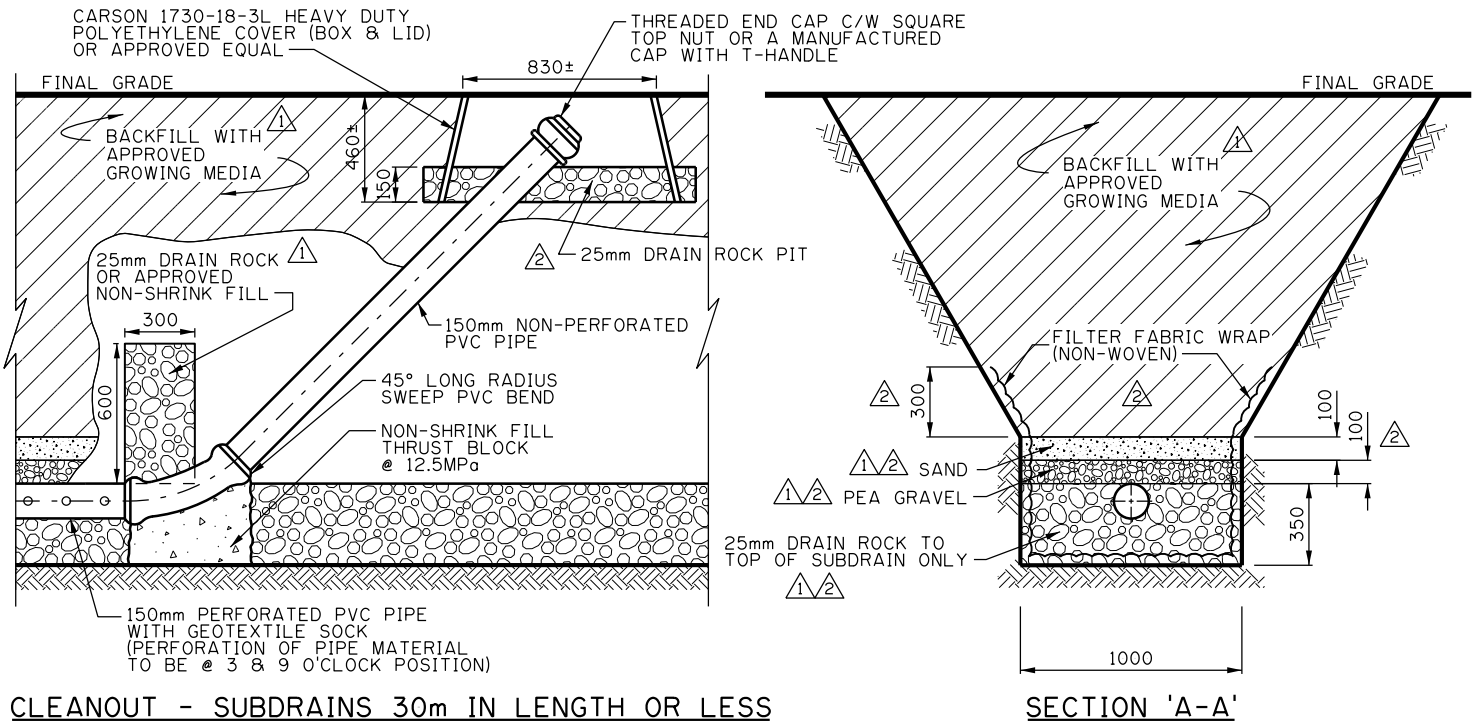 CARSON 1730-18-3L HEAVY DUTY
POLYETHYLENE COVER (BOX & LID)
OR APPROVED EQUAL
THREADED END CAP C/W SQUARE
TOP NUT OR A MANUFACTURED
CAP WITH T-HANDLE
830±
FINAL GRADE
1
BACKFILL WITH
APPROVED
GROWING MEDIA
460±
150
25mm DRAIN ROCK
OR APPROVED
NON-SHRINK FILL
1
2
25mm DRAIN ROCK PIT
300
600
150mm NON-PERFORATED
PVC PIPE
45° LONG RADIUS
SWEEP PVC BEND
NON-SHRINK FILL
THRUST BLOCK
@ 12.5MPa
150mm PERFORATED PVC PIPE
WITH GEOTEXTILE SOCK
(PERFORATION OF PIPE MATERIAL
TO BE @ 3 & 9 O'CLOCK POSITION)
CLEANOUT - SUBDRAINS 30m IN LENGTH OR LESS
FINAL GRADE
1
BACKFILL WITH
APPROVED
GROWING MEDIA
FILTER FABRIC WRAP
(NON-WOVEN)
2
300
2
100
100
2
1 2 SAND
1 2 PEA GRAVEL
350
25mm DRAIN ROCK TO
TOP OF SUBDRAIN ONLY
1 2
1000
SECTION 'A-A'